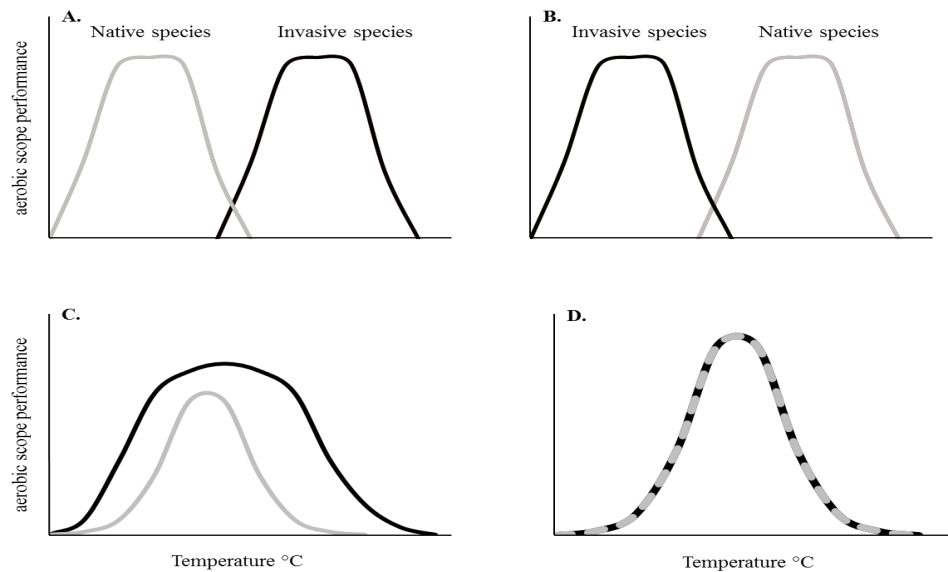 A.
Native species Invasive species
aerobic scope performance
B.
Invasive species Native species
C.
aerobic scope performance
Temperature °C
D.
Temperature °C